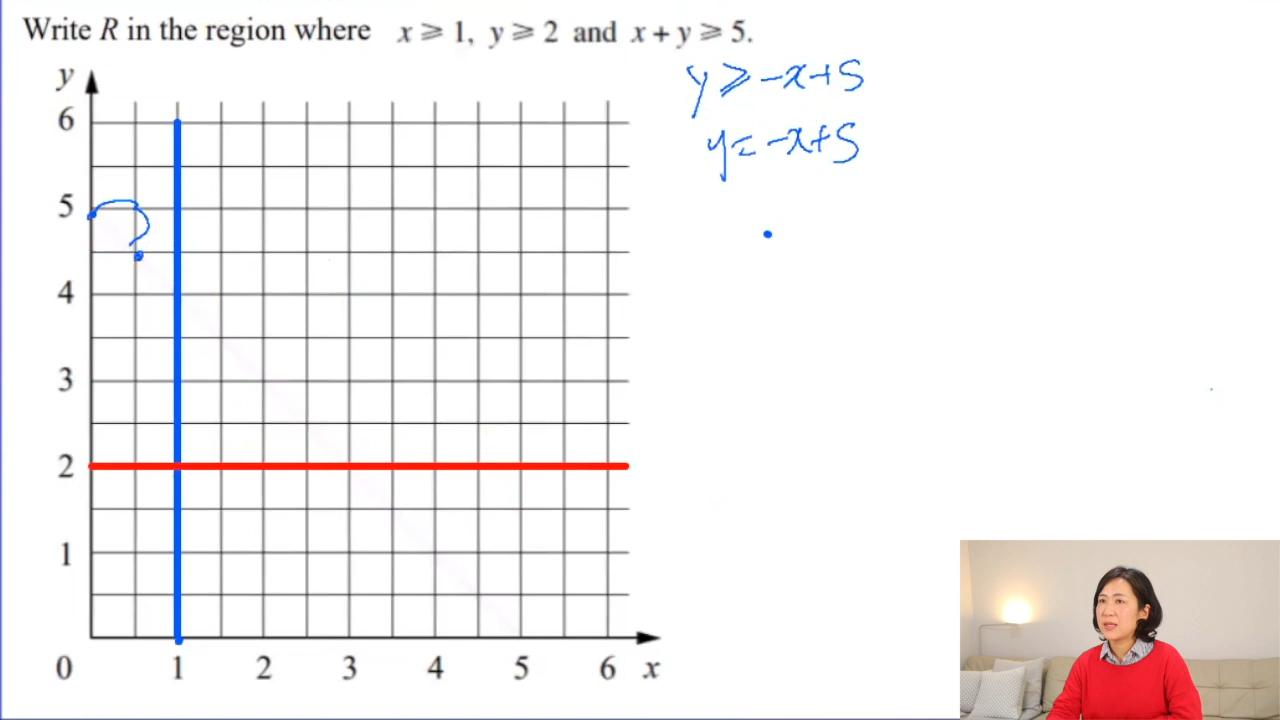 Write R in the region where x ⩾ 1, y ⩾ 2 and x + y ⩾ 5.
y
y ⩾ -x+5
y = -x+5
6
5
4
3
2
1
0 1 2 3 4 5 6 x